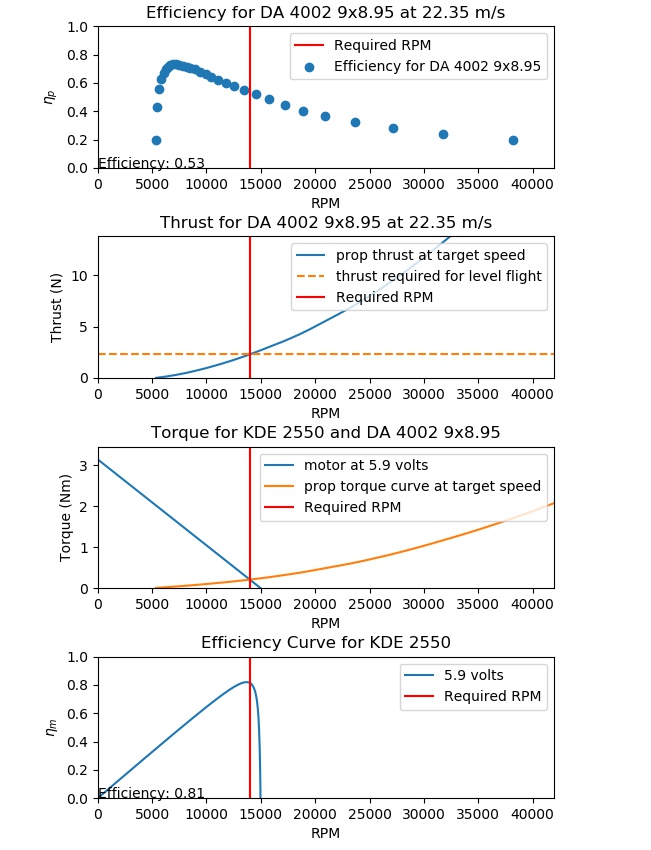 Efficiency for DA 4002 9x8.95 at 22.35 m/s
1.0
0.8
0.6
0.4
0.2
0.0
ηp
Required RPM
Efficiency for DA 4002 9x8.95
Efficiency: 0.53
0 5000 10000 15000 20000 25000 30000 35000 40000
RPM
Thrust for DA 4002 9x8.95 at 22.35 m/s
10
5
0
Thrust (N)
prop thrust at target speed
thrust required for level flight
Required RPM
0 5000 10000 15000 20000 25000 30000 35000 40000
RPM
Torque for KDE 2550 and DA 4002 9x8.95
3
2
1
0
Torque (Nm)
motor at 5.9 volts
prop torque curve at target speed
Required RPM
0 5000 10000 15000 20000 25000 30000 35000 40000
RPM
Efficiency Curve for KDE 2550
1.0
0.8
0.6
0.4
0.2
0.0
ηm
5.9 volts
Required RPM
Efficiency: 0.81
0 5000 10000 15000 20000 25000 30000 35000 40000
RPM